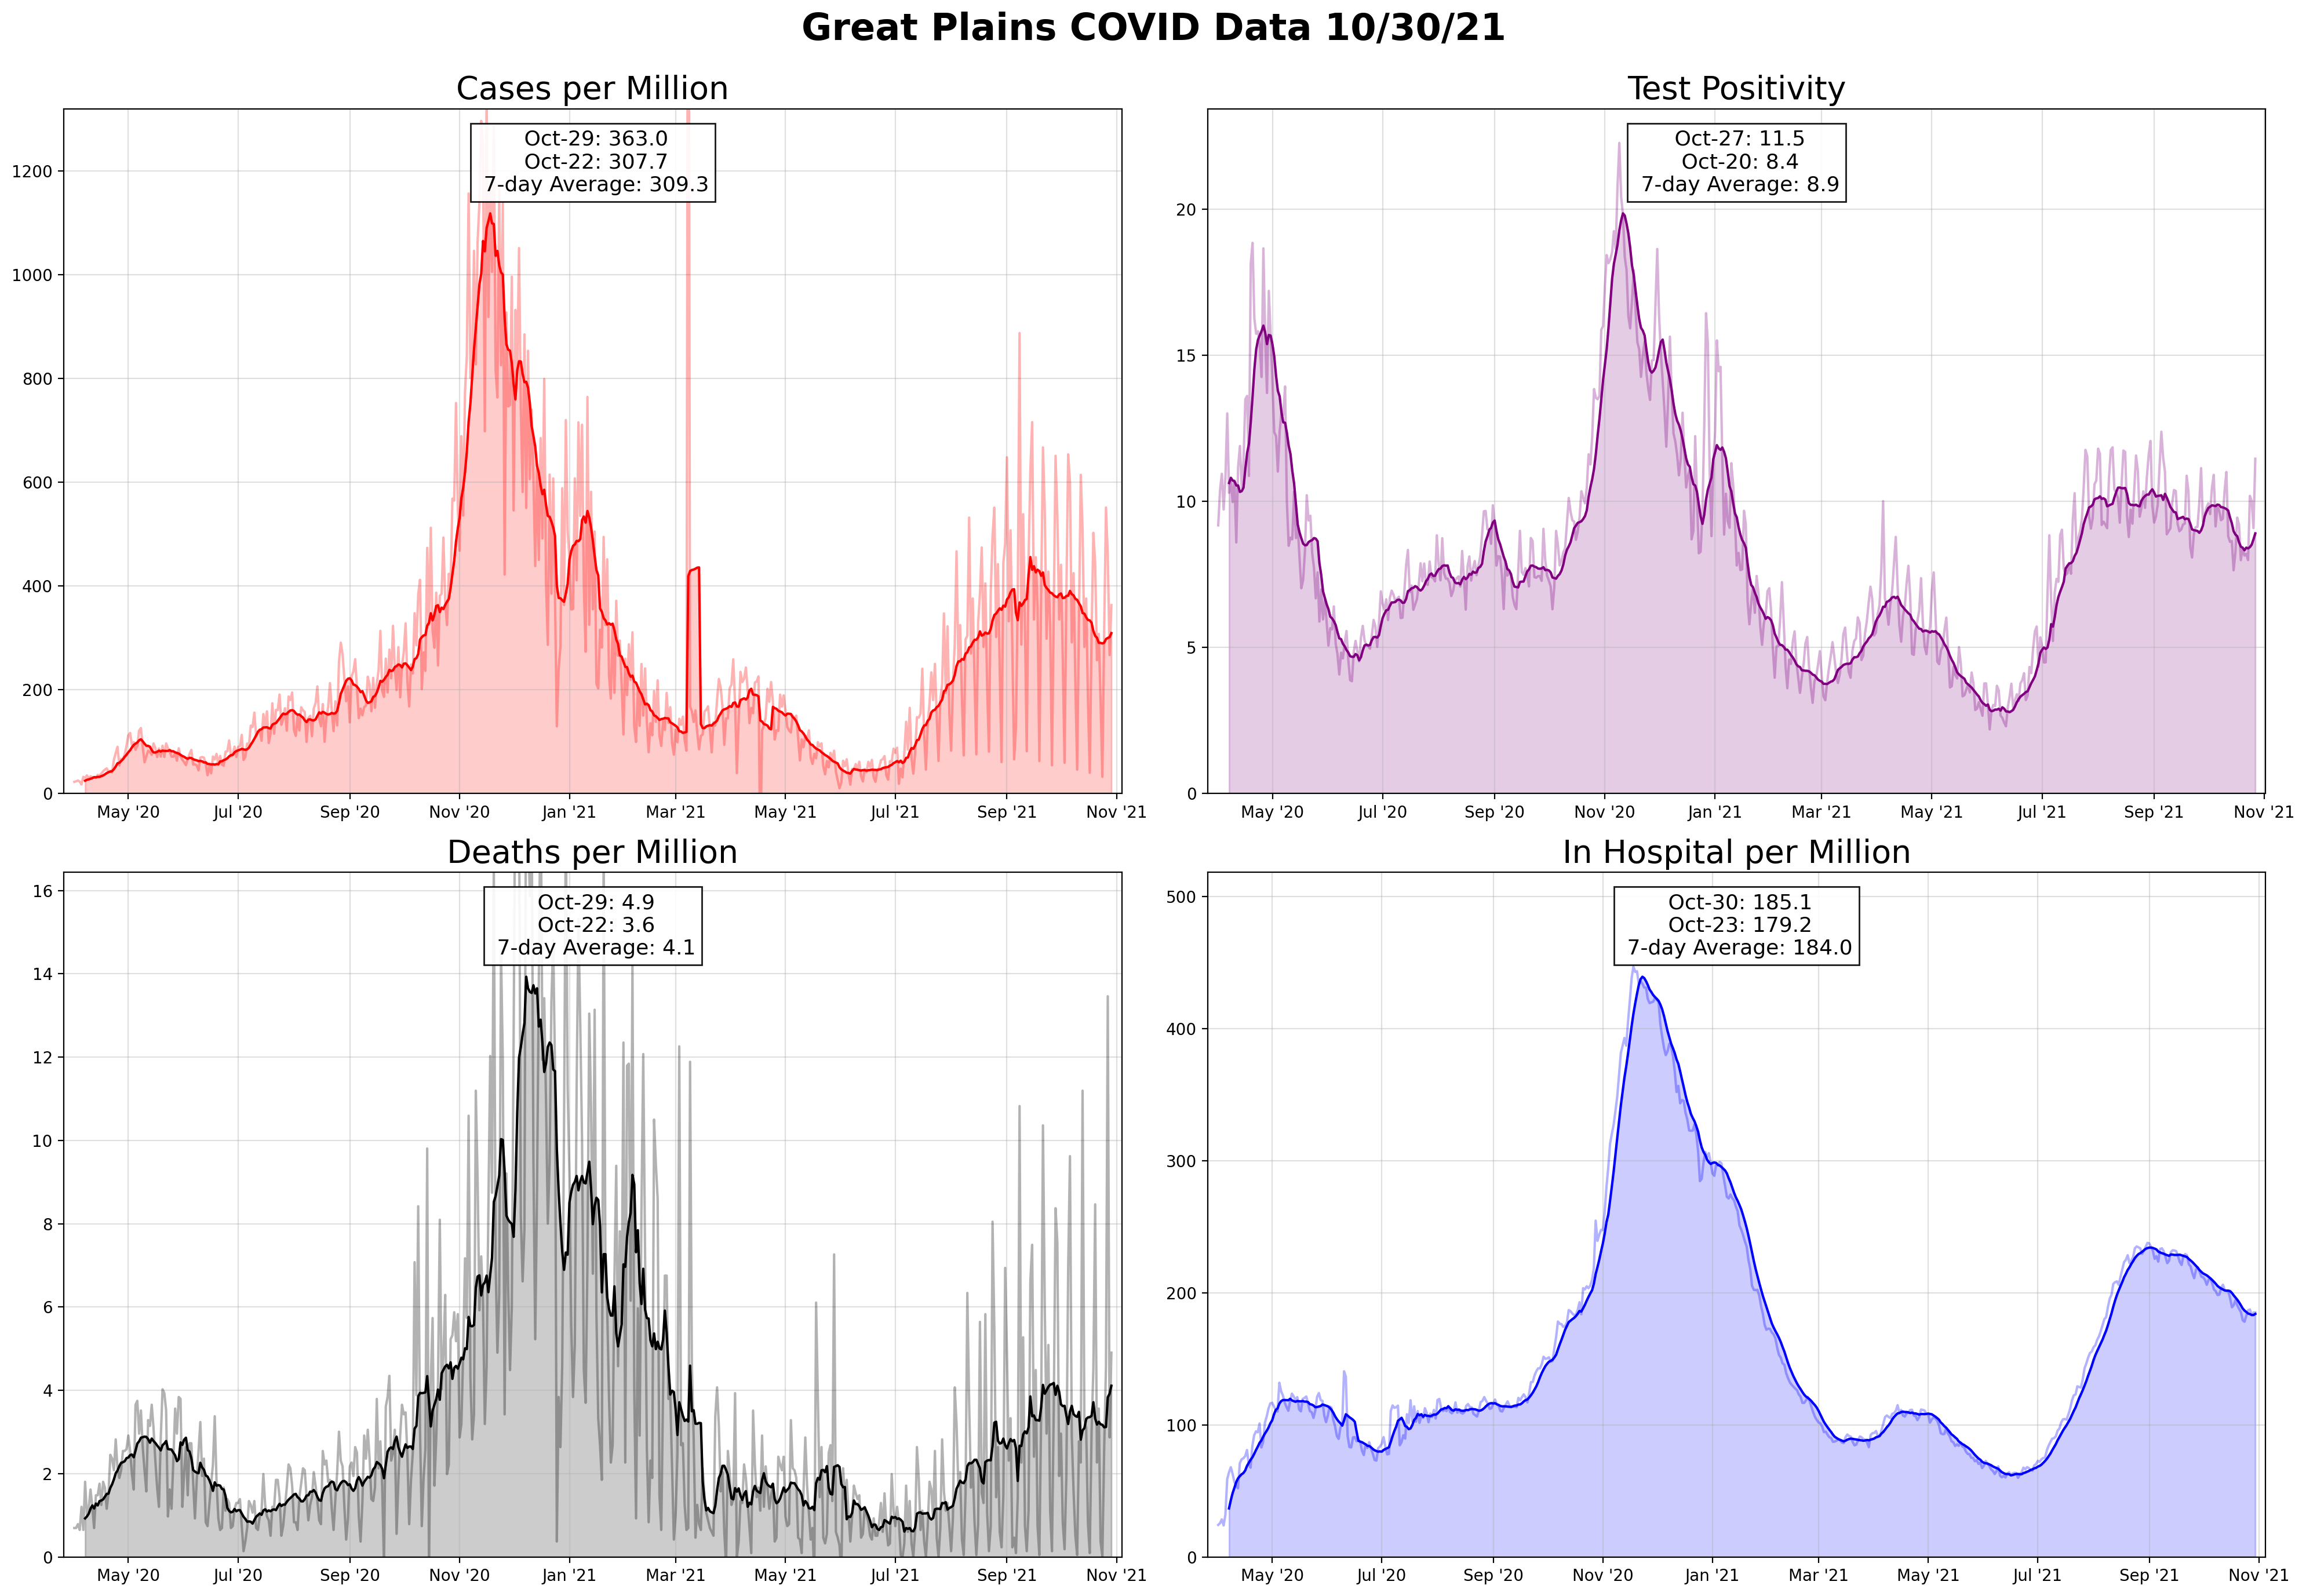 Great Plains COVID Data 10/30/21
Cases per Million
Oct-29: 363.0
Oct-22: 307.7
7-day Average: 309.3
1200
1000
800
600
400
200
0
May '20 Jul '20 Sep '20 Nov '20 Jan '21 Mar '21 May '21 Jul '21 Sep '21 Nov '21
Test Positivity
Oct-27: 11.5
Oct-20: 8.4
7-day Average: 8.9
20
15
10
5
0
May '20 Jul '20 Sep '20 Nov '20 Jan '21 Mar '21 May '21 Jul '21 Sep '21 Nov '21
Deaths per Million
Oct-29: 4.9
Oct-22: 3.6
7-day Average: 4.1
16
14
12
10
8
6
4
2
0
May '20 Jul '20 Sep '20 Nov '20 Jan '21 Mar '21 May '21 Jul '21 Sep '21 Nov '21
In Hospital per Million
Oct-30: 185.1
Oct-23: 179.2
7-day Average: 184.0
500
400
300
200
100
0
May '20 Jul '20 Sep '20 Nov '20 Jan '21 Mar '21 May '21 Jul '21 Sep '21 Nov '21